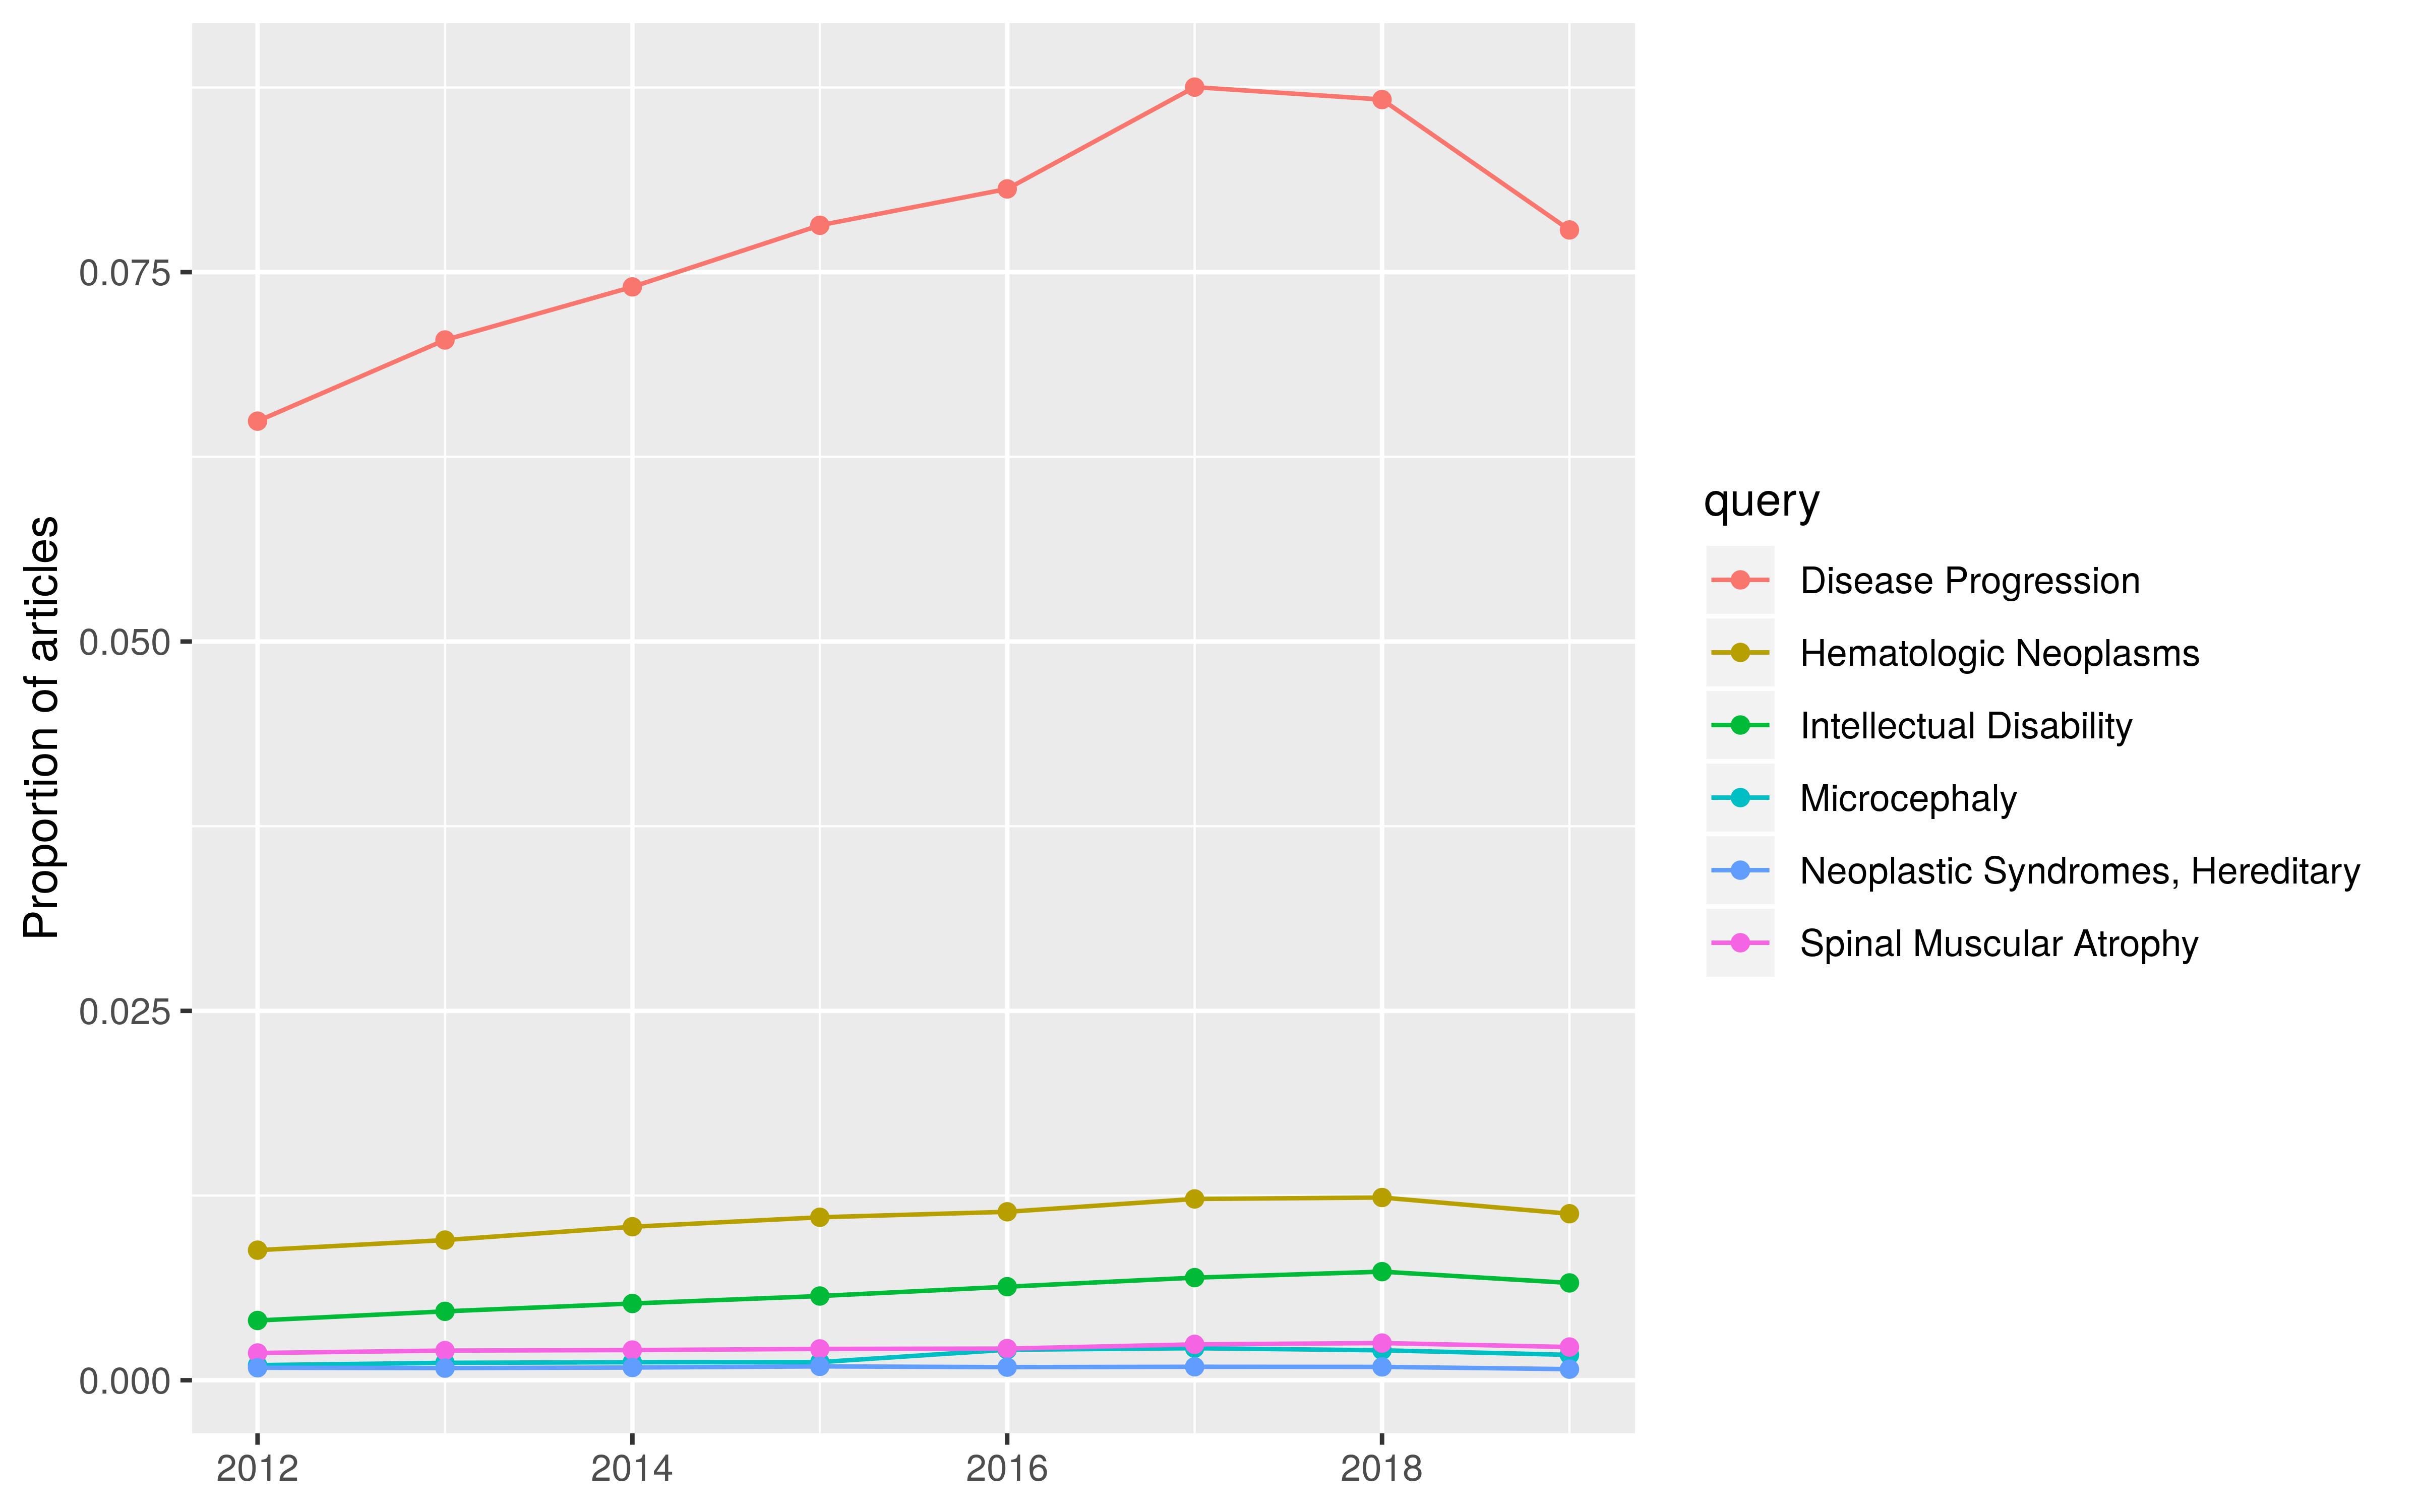 Proportion of articles
0.075
0.050
0.025
0.000
2012
2014
2016
2018
query
Disease Progression
Hematologic Neoplasms
Intellectual Disability
Microcephaly
Neoplastic Syndromes, Hereditary
Spinal Muscular Atrophy